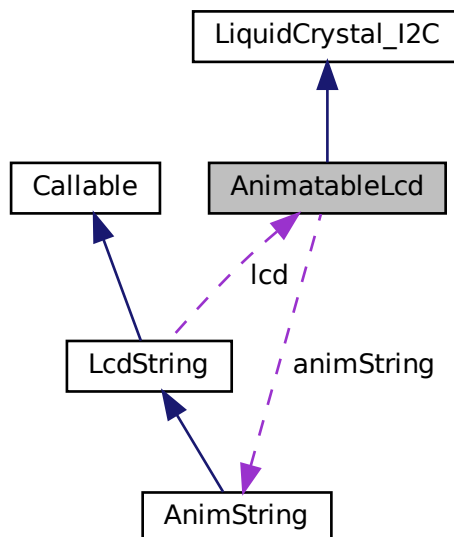 LiquidCrystal_I2C
Callable
AnimatableLcd
lcd
LcdString
animString
AnimString